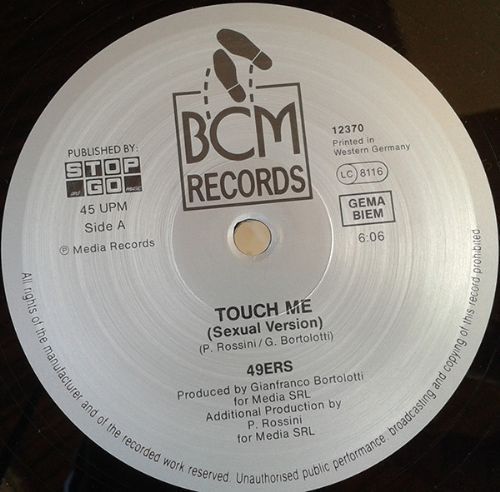 BCM
RECORDS
PUBLISHED BY:
STOP
AND GO MUSIC
45 UPM
Side A
℗ Media Records
12370
Printed in
Western Germany
LC 8116
GEMA
BIEM
6:06
TOUCH ME
(Sexual Version)
(P. Rossini / G. Bortolotti)
49ERS
Produced by Gianfranco Bortolotti
for Media SRL
Additional Production by
P. Rossini
for Media SRL
All rights of the manufacturer and of the recorded work reserved. Unauthorised public performance, broadcasting and copying of this record prohibited